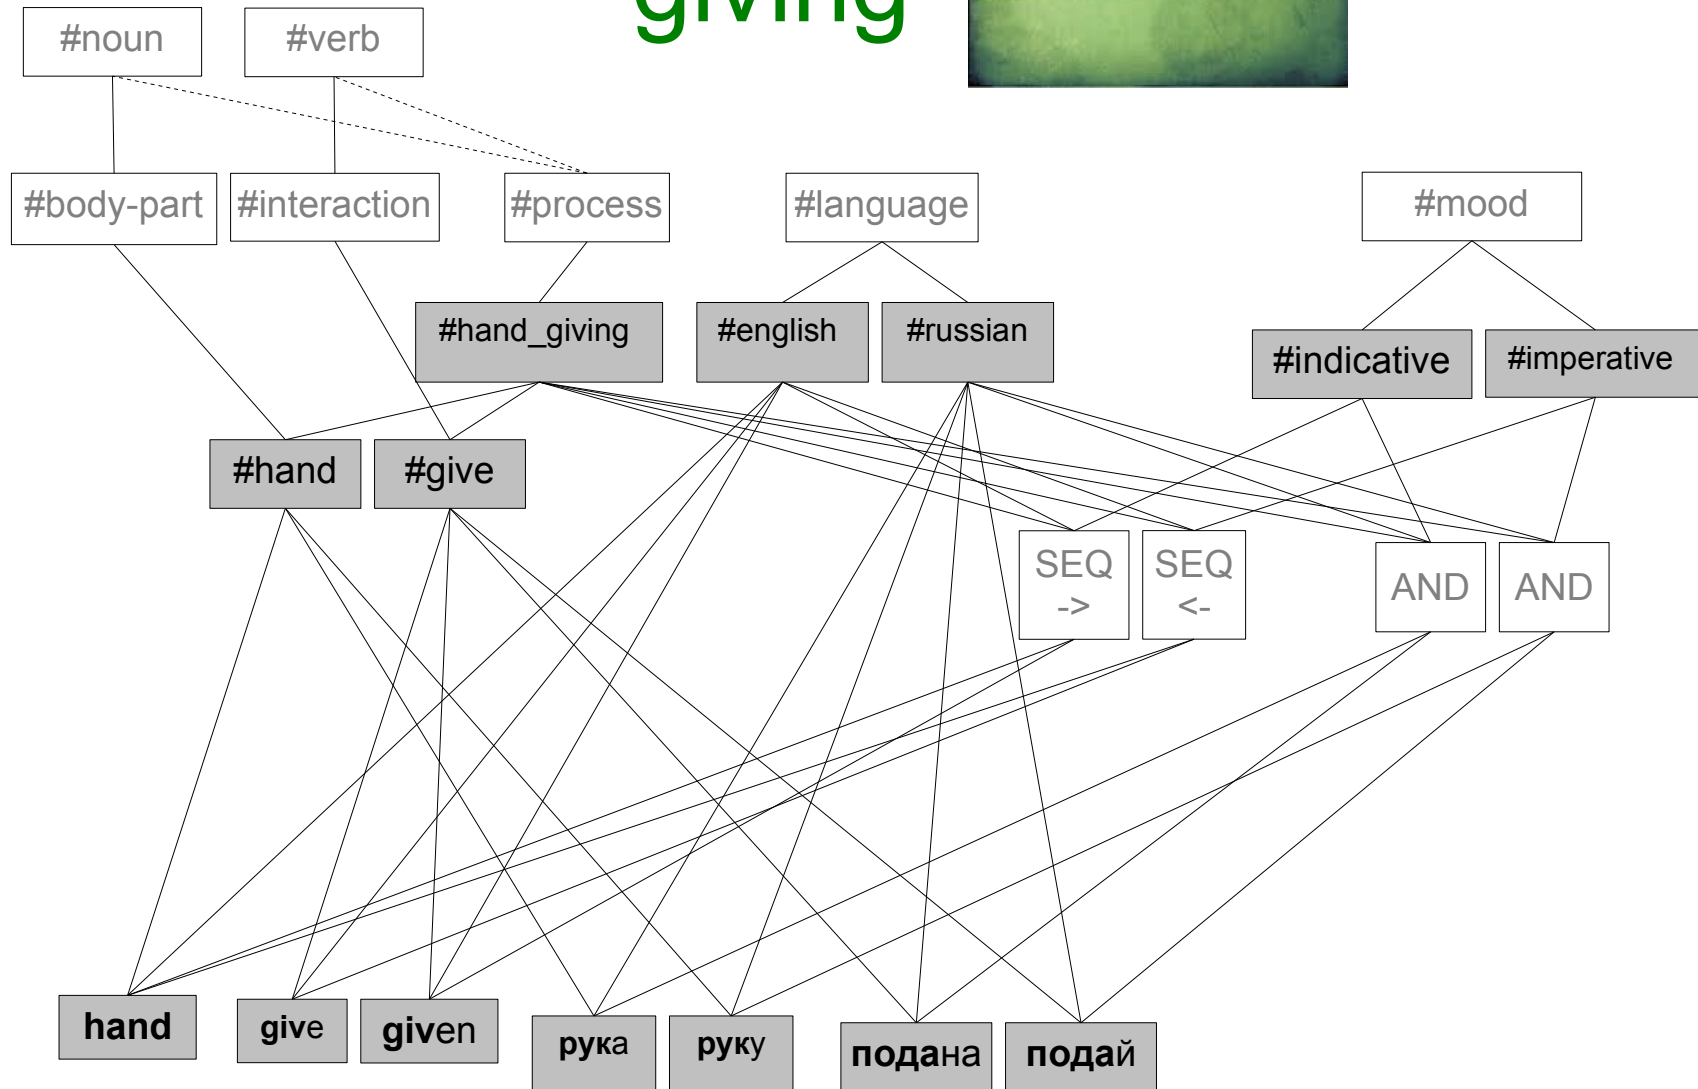 giving
#noun
#verb
#body-part
#interaction
#process
#language
#mood
#hand_giving
#english
#russian
#indicative
#imperative
#hand
#give
SEQ
->
SEQ
<-
AND
AND
hand
give
given
рука
руку
подана
подай